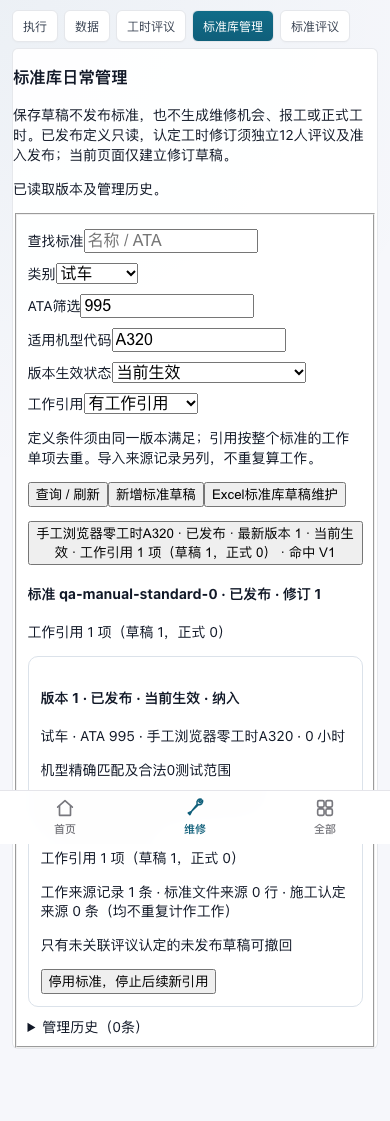 执行
数据
工时评议
标准库管理
标准评议
标准库日常管理
保存草稿不发布标准，也不生成维修机会、报工或正式工
时。已发布定义只读，认定工时修订须独立12人评议及准
入发布；当前页面仅建立修订草稿。
已读取版本及管理历史。
查找标准 名称 / ATA
类别 试车
ATA筛选 995
适用机型代码 A320
版本生效状态 当前生效
工作引用 有工作引用
定义条件须由同一版本满足；引用按整个标准的工作
单项去重。导入来源记录另列，不重复算工作。
查询 / 刷新
新增标准草稿
Excel标准库草稿维护
手工浏览器零工时A320 · 已发布 · 最新版本 1 · 当前生
效 · 工作引用 1 项（草稿 1，正式 0） · 命中 V1
标准 qa-manual-standard-0 · 已发布 · 修订 1
工作引用 1 项（草稿 1，正式 0）
版本 1 · 已发布 · 当前生效 · 纳入
试车 · ATA 995 · 手工浏览器零工时A320 · 0 小时
机型精确匹配及合法0测试范围
首页
维修
全部
工作引用 1 项（草稿 1，正式 0）
工作来源记录 1 条 · 标准文件来源 0 行 · 施工认定
来源 0 条（均不重复计作工作）
只有未关联评议认定的未发布草稿可撤回
停用标准，停止后续新引用
管理历史（0条）